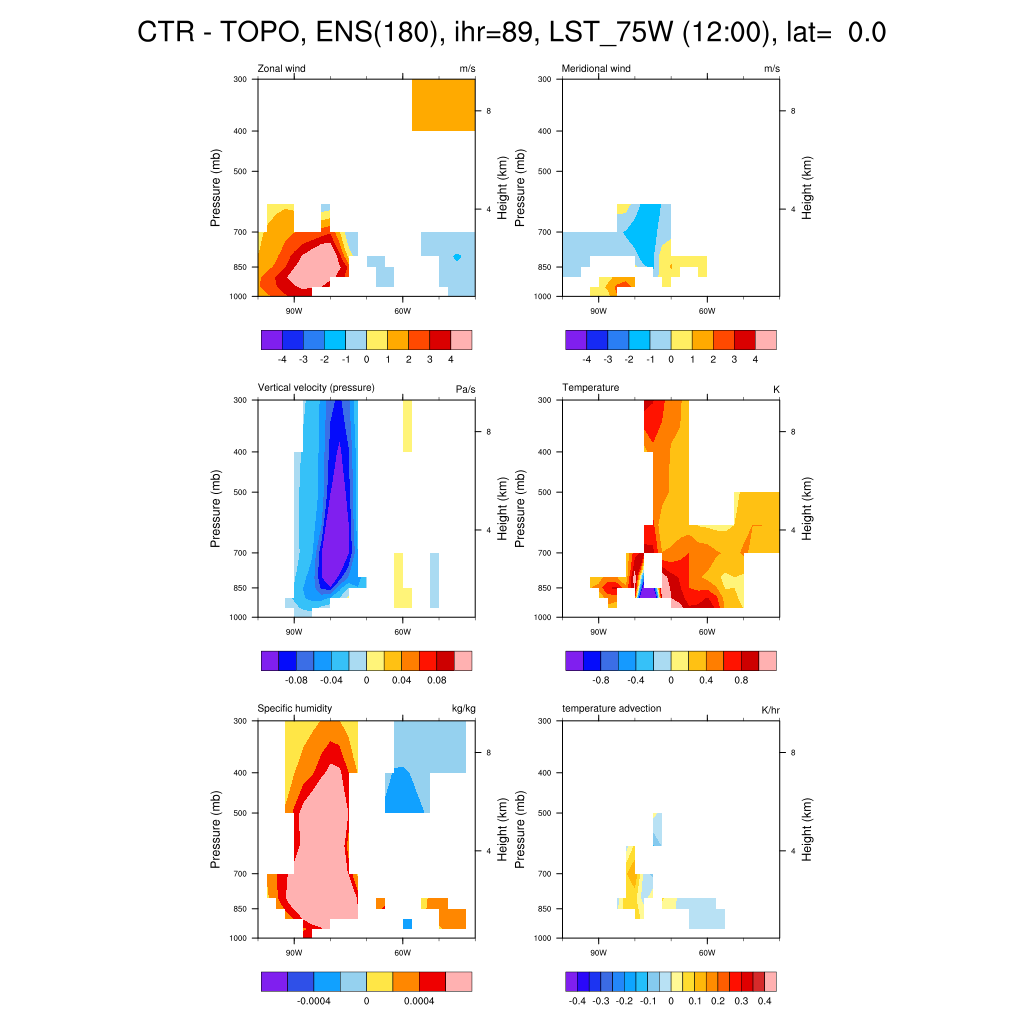 CTR - TOPO, ENS(180), ihr=89, LST_75W (12:00), lat=  0.0
Zonal wind m/s
Pressure (mb)
300
400
500
700
850
1000
8
4
Height (km)
90W 60W
-4 -3 -2 -1 0 1 2 3 4
Meridional wind m/s
Pressure (mb)
300
400
500
700
850
1000
8
4
Height (km)
90W 60W
-4 -3 -2 -1 0 1 2 3 4
Vertical velocity (pressure) Pa/s
Pressure (mb)
300
400
500
700
850
1000
8
4
Height (km)
90W 60W
-0.08 -0.04 0 0.04 0.08
Temperature K
Pressure (mb)
300
400
500
700
850
1000
8
4
Height (km)
90W 60W
-0.8 -0.4 0 0.4 0.8
Specific humidity kg/kg
Pressure (mb)
300
400
500
700
850
1000
8
4
Height (km)
90W 60W
-0.0004 0 0.0004
temperature advection K/hr
Pressure (mb)
300
400
500
700
850
1000
8
4
Height (km)
90W 60W
-0.4 -0.3 -0.2 -0.1 0 0.1 0.2 0.3 0.4